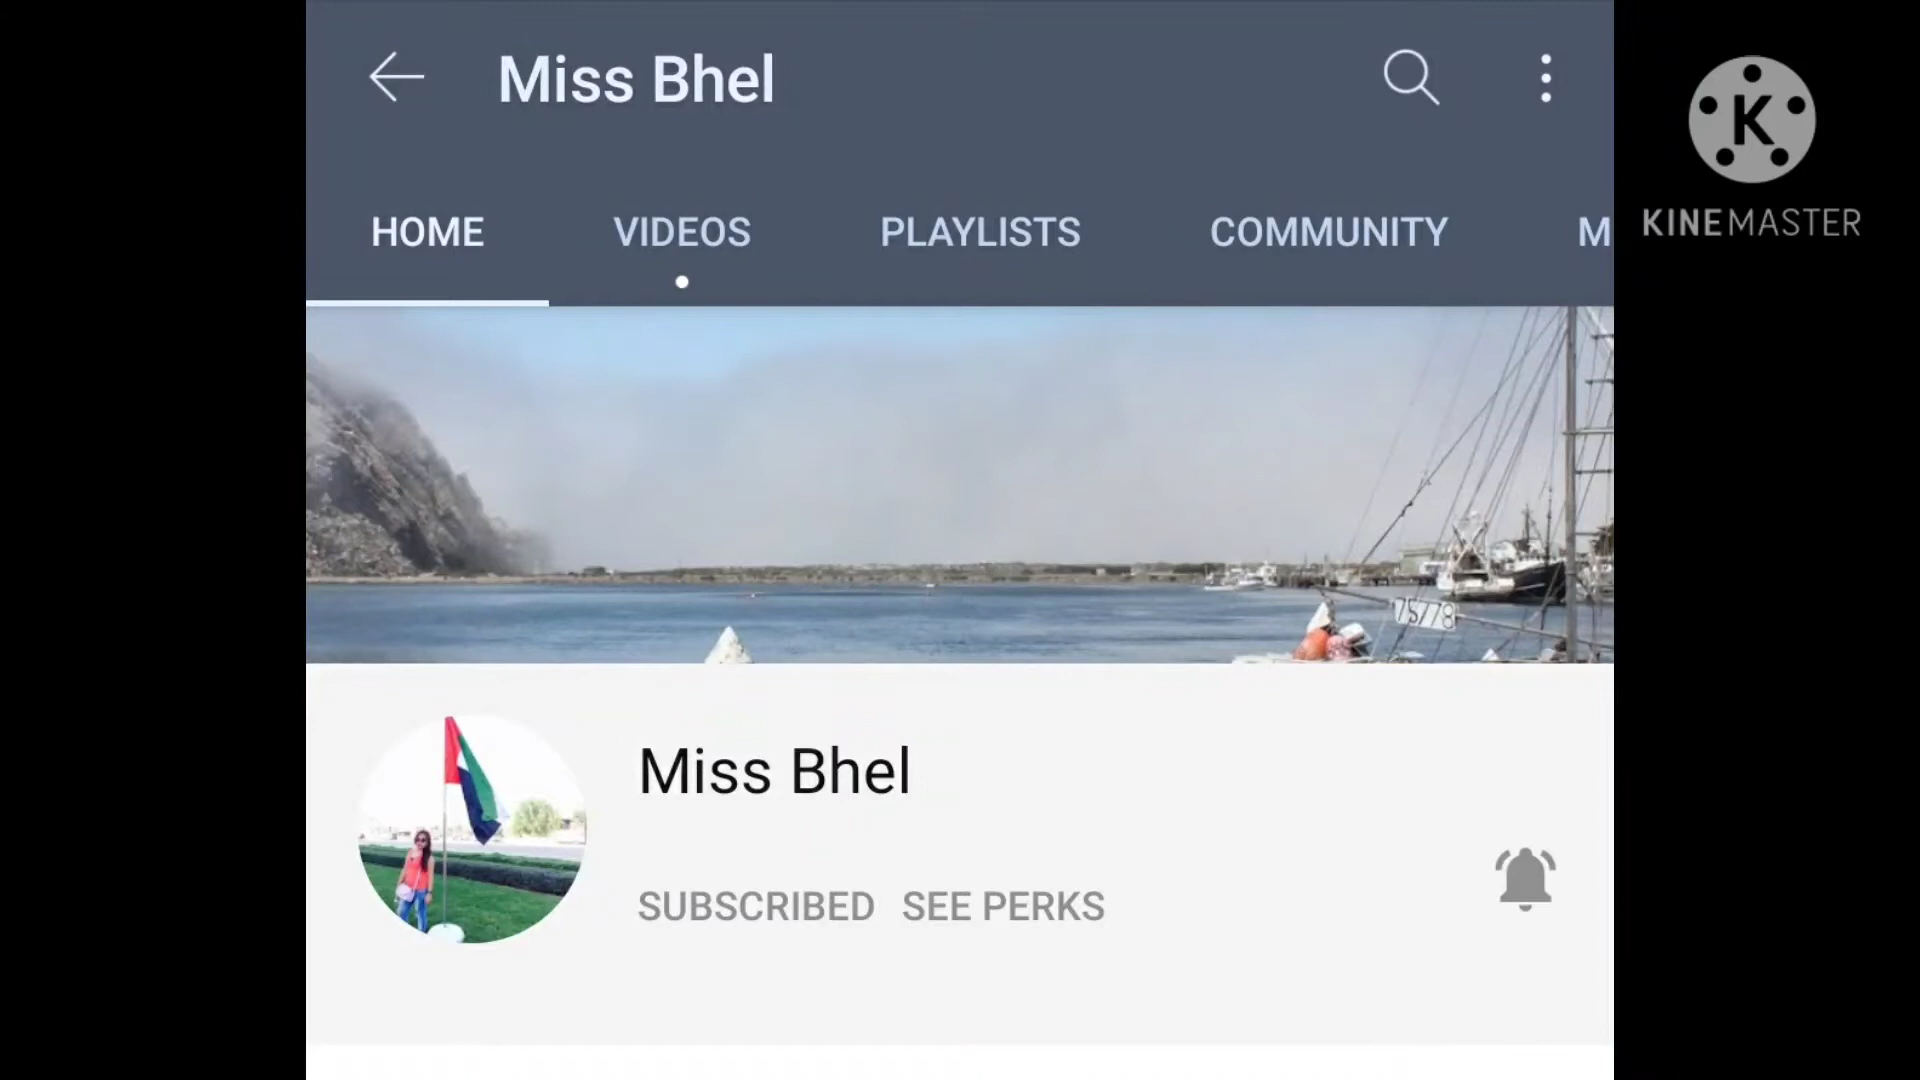 Miss Bhel
HOME VIDEOS PLAYLISTS COMMUNITY M
K
KINEMASTER
75778
Miss Bhel
SUBSCRIBED SEE PERKS